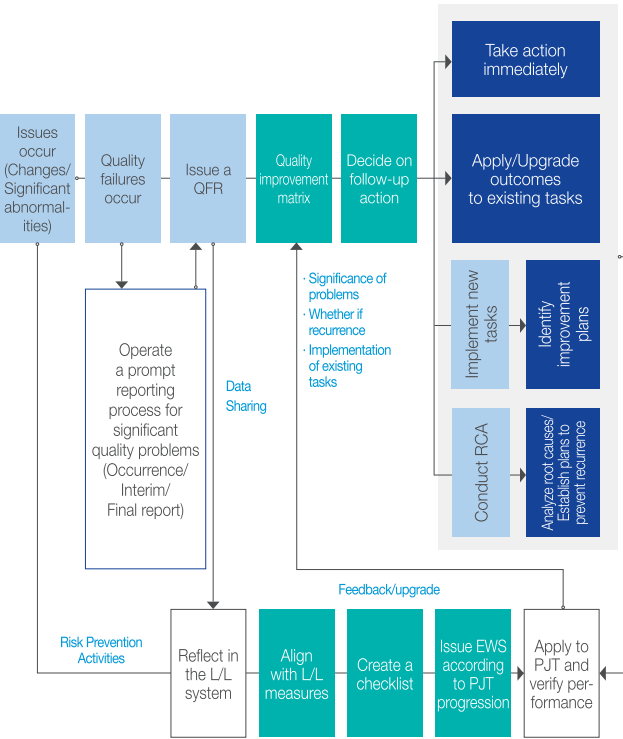 Take action
immediately
Issues
occur
(Changes/
Significant
abnormal-
ities)
Quality
failures
occur
Issue a
QFR
Quality
improvement
matrix
Decide on
follow-up
action
Apply/Upgrade
outcomes
to existing tasks
· Significance of
problems
· Whether if
recurrence
· Implementation
of existing
tasks
Implement new
tasks
Identify
improvement
plans
Operate
a prompt
reporting
process for
significant
quality problems
(Occurrence/
Interim/
Final report)
Data
Sharing
Conduct RCA
Analyze root causes/
Establish plans to
prevent recurrence
Feedback/upgrade
Risk Prevention
Activities
Reflect in
the L/L
system
Align
with L/L
measures
Create a
checklist
Issue EWS
according
to PJT
progression
Apply to
PJT and
verify per-
formance